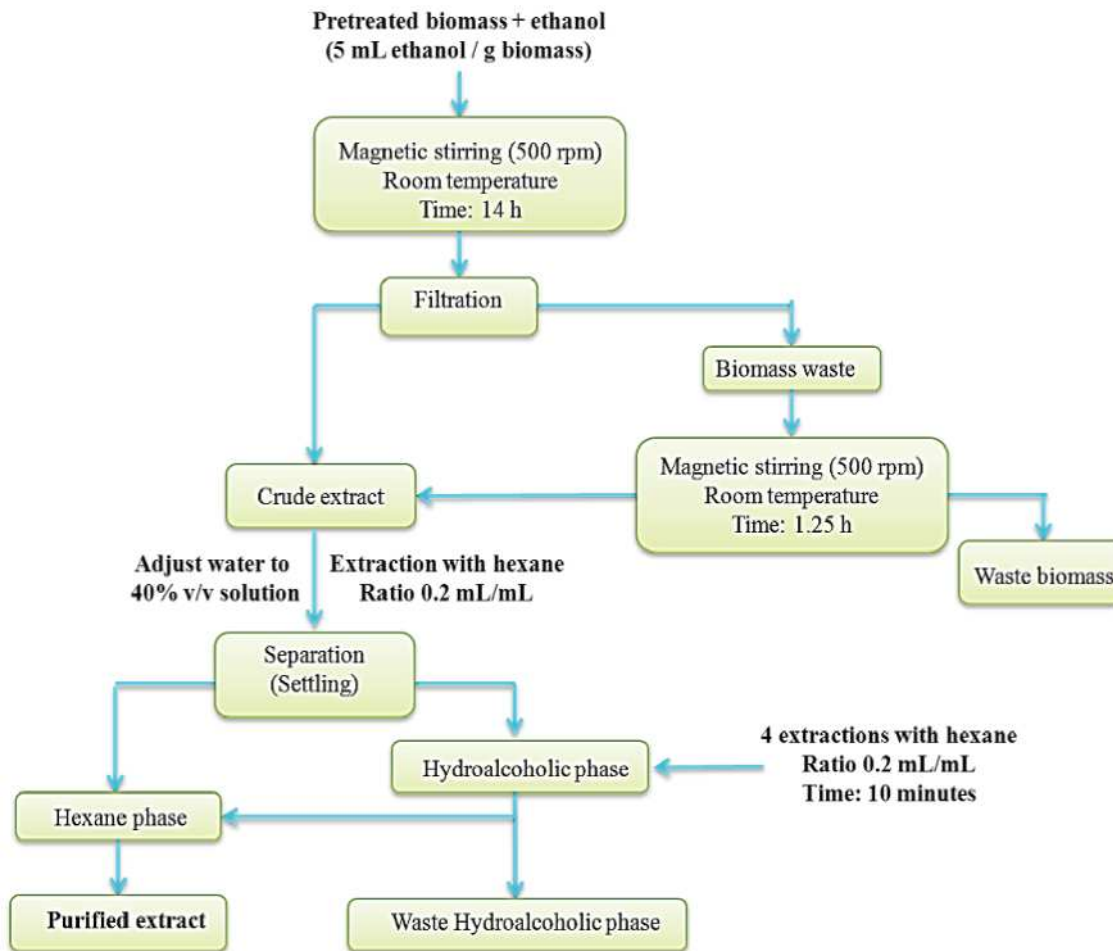 Pretreated biomass + ethanol
(5 mL ethanol / g biomass)
Magnetic stirring (500 rpm)
Room temperature
Time: 14 h
Filtration
Biomass waste
Magnetic stirring (500 rpm)
Room temperature
Time: 1.25 h
Crude extract
Waste biomass
Adjust water to
40% v/v solution
Extraction with hexane
Ratio 0.2 mL/mL
Separation
(Settling)
4 extractions with hexane
Ratio 0.2 mL/mL
Time: 10 minutes
Hydroalcoholic phase
Hexane phase
Purified extract
Waste Hydroalcoholic phase